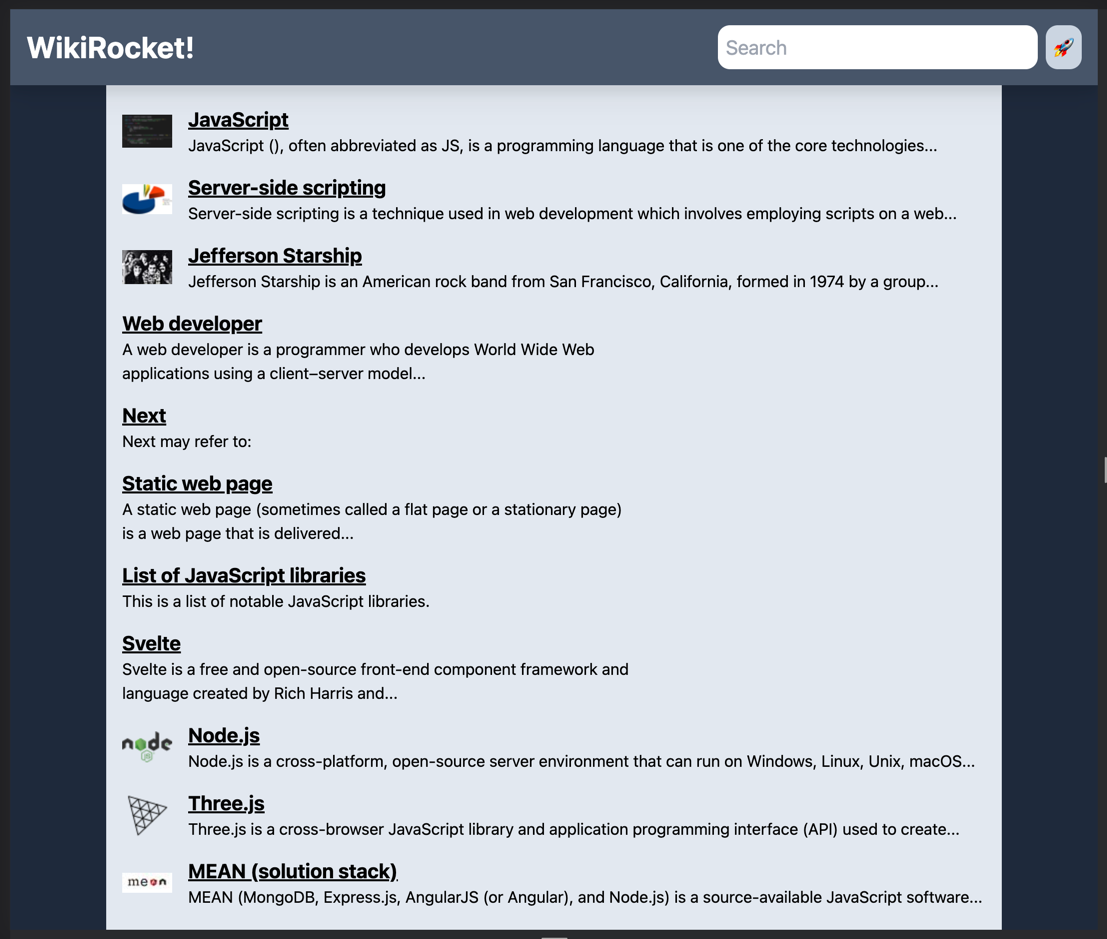 WikiRocket!
Search
JavaScript
JavaScript (), often abbreviated as JS, is a programming language that is one of the core technologies...
Server-side scripting
Server-side scripting is a technique used in web development which involves employing scripts on a web...
Jefferson Starship
Jefferson Starship is an American rock band from San Francisco, California, formed in 1974 by a group...
Web developer
A web developer is a programmer who develops World Wide Web
applications using a client–server model...
Next
Next may refer to:
Static web page
A static web page (sometimes called a flat page or a stationary page)
is a web page that is delivered...
List of JavaScript libraries
This is a list of notable JavaScript libraries.
Svelte
Svelte is a free and open-source front-end component framework and
language created by Rich Harris and...
node
JS
Node.js
Node.js is a cross-platform, open-source server environment that can run on Windows, Linux, Unix, macOS...
Three.js
Three.js is a cross-browser JavaScript library and application programming interface (API) used to create...
mean
MEAN (solution stack)
MEAN (MongoDB, Express.js, AngularJS (or Angular), and Node.js) is a source-available JavaScript software...